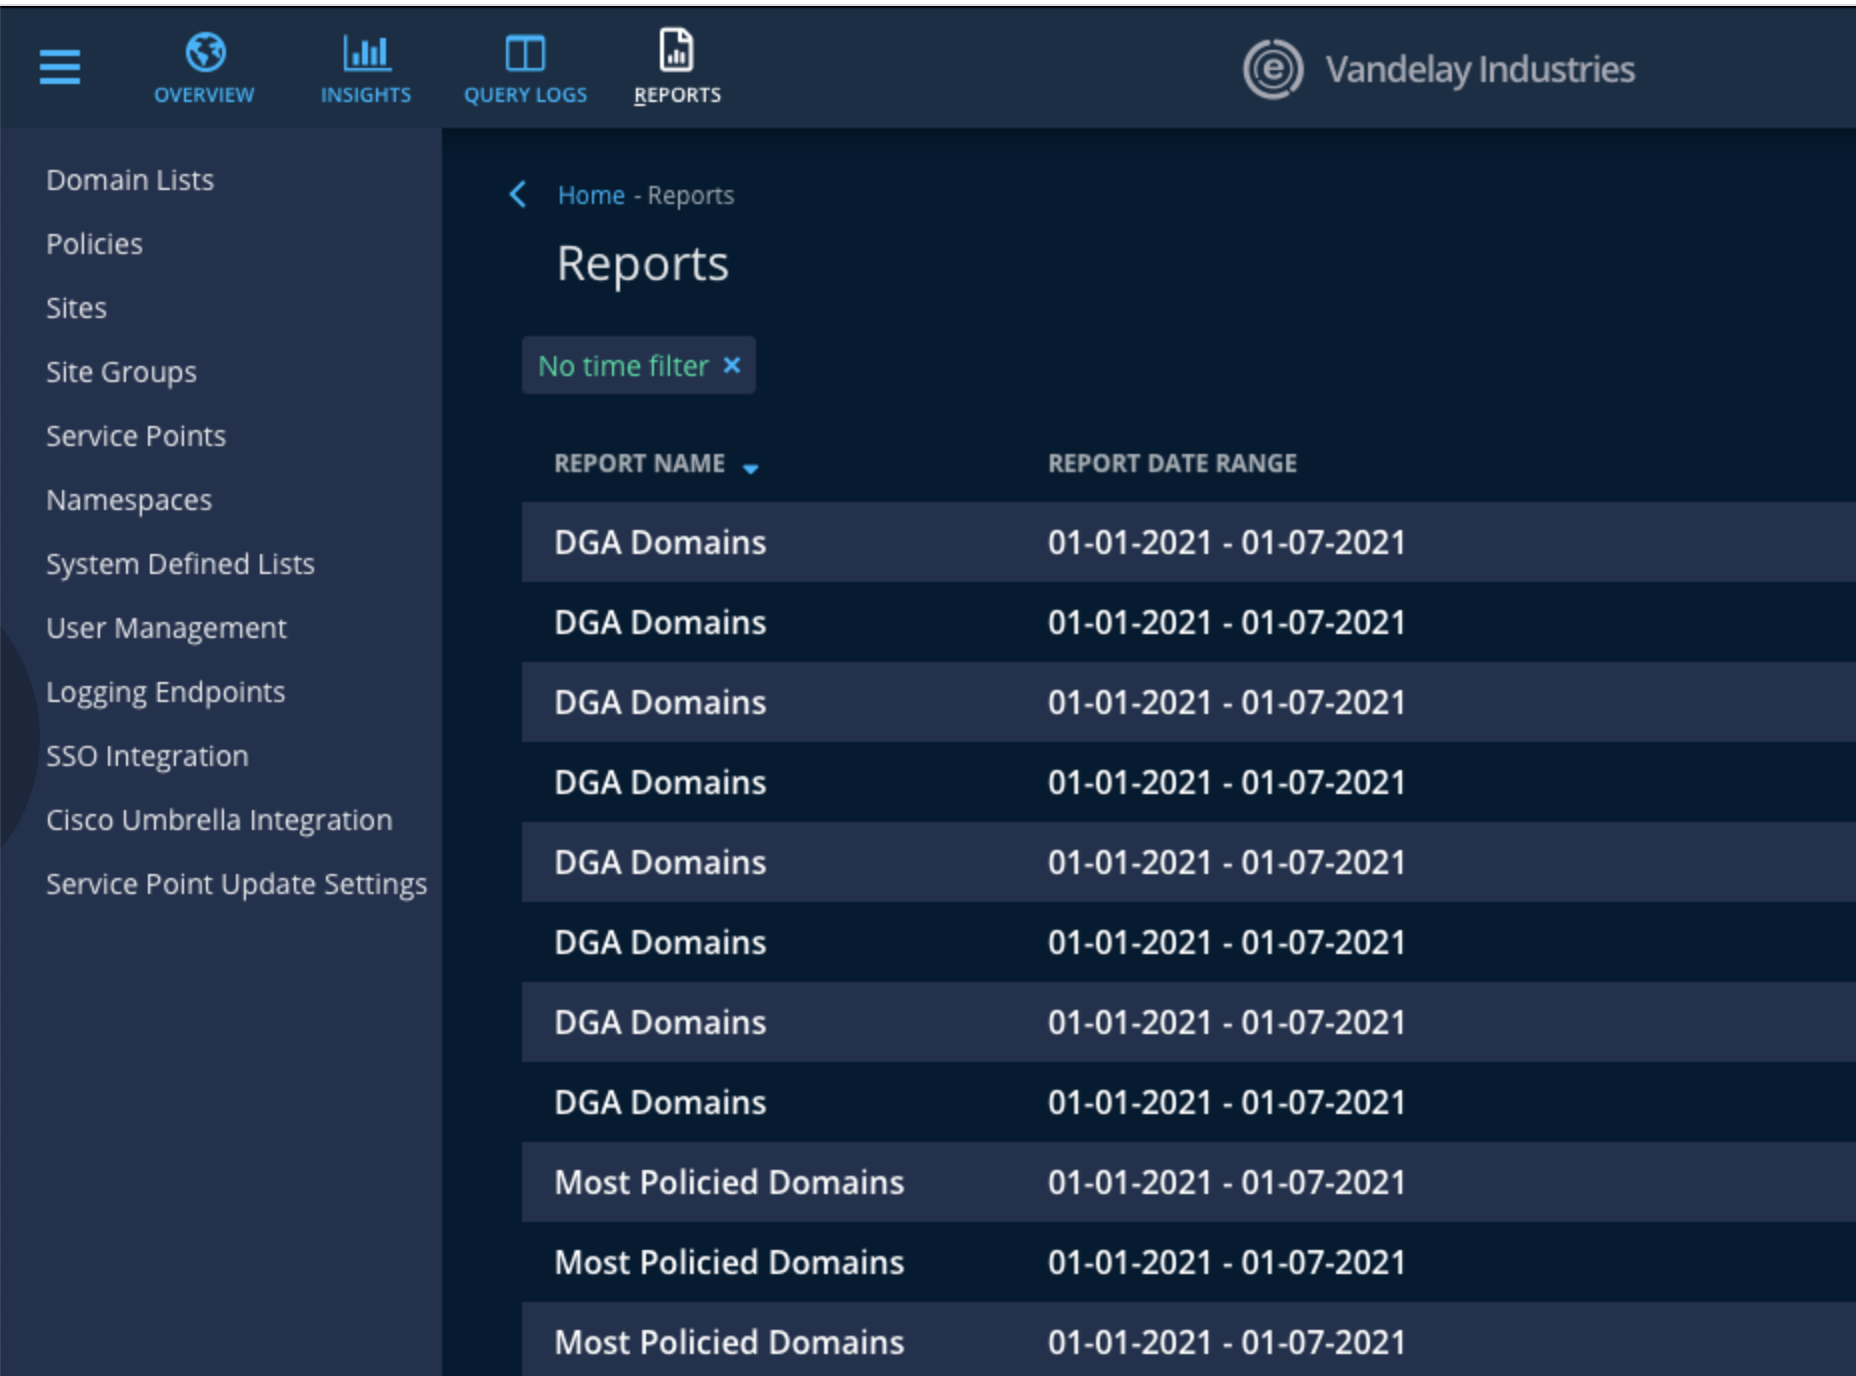 OVERVIEW INSIGHTS QUERY LOGS REPORTS
e Vandelay Industries
Domain Lists
Policies
Sites
Site Groups
Service Points
Namespaces
System Defined Lists
User Management
Logging Endpoints
SSO Integration
Cisco Umbrella Integration
Service Point Update Settings
Home - Reports
Reports
No time filter ×
REPORT NAME REPORT DATE RANGE
DGA Domains 01-01-2021 - 01-07-2021
DGA Domains 01-01-2021 - 01-07-2021
DGA Domains 01-01-2021 - 01-07-2021
DGA Domains 01-01-2021 - 01-07-2021
DGA Domains 01-01-2021 - 01-07-2021
DGA Domains 01-01-2021 - 01-07-2021
DGA Domains 01-01-2021 - 01-07-2021
DGA Domains 01-01-2021 - 01-07-2021
Most Policied Domains 01-01-2021 - 01-07-2021
Most Policied Domains 01-01-2021 - 01-07-2021
Most Policied Domains 01-01-2021 - 01-07-2021